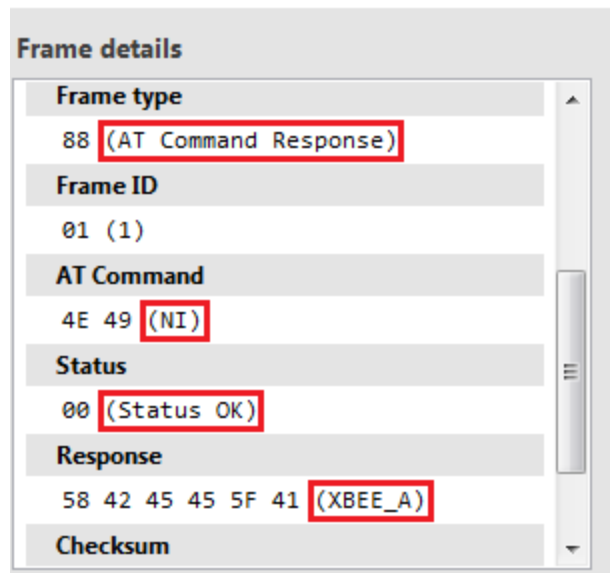 Frame details
Frame type
88 (AT Command Response)
Frame ID
01 (1)
AT Command
4E 49 (NI)
Status
00 (Status OK)
Response
58 42 45 45 5F 41 (XBEE_A)
Checksum